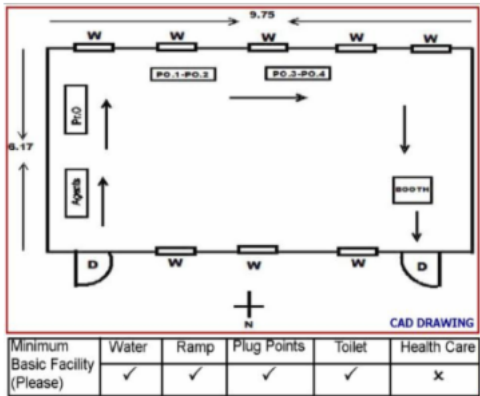 9.75
W W W W W
PO.1-PO.2 PO.3-PO.4
Pr.O
6.17
Agents
BOOTH
D W W W D
N
CAD DRAWING
Minimum Basic Facility (Please) Water Ramp Plug Points Toilet Health Care
✓ ✓ ✓ ✓ x